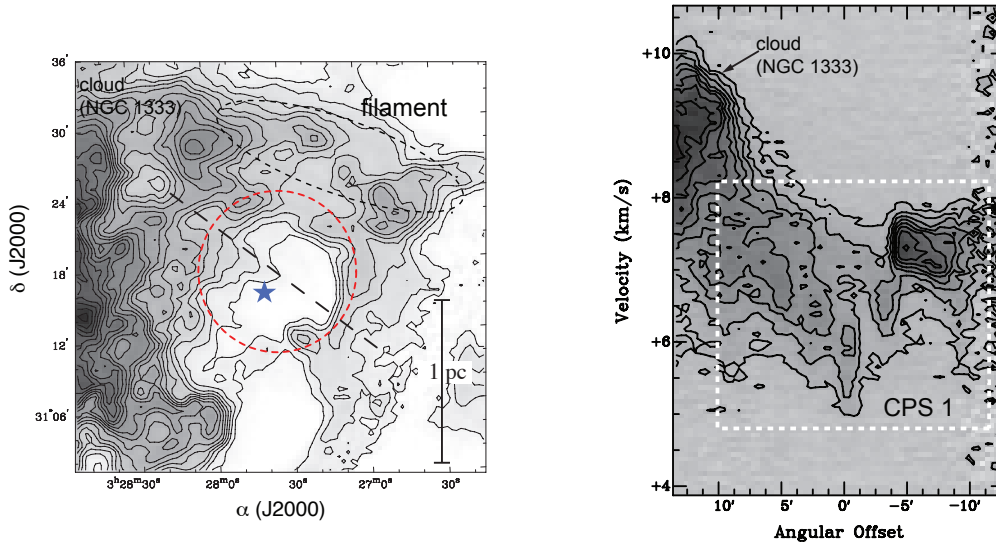 36'
cloud
(NGC 1333)
filament
30'
24'
18'
12'
31°06'
1 pc
3h28m30s
28m0s
30s
27m0s
30s
δ (J2000)
α (J2000)
cloud
(NGC 1333)
+10
+8
+6
+4
CPS 1
10'
5'
0'
-5'
-10'
Velocity (km/s)
Angular Offset